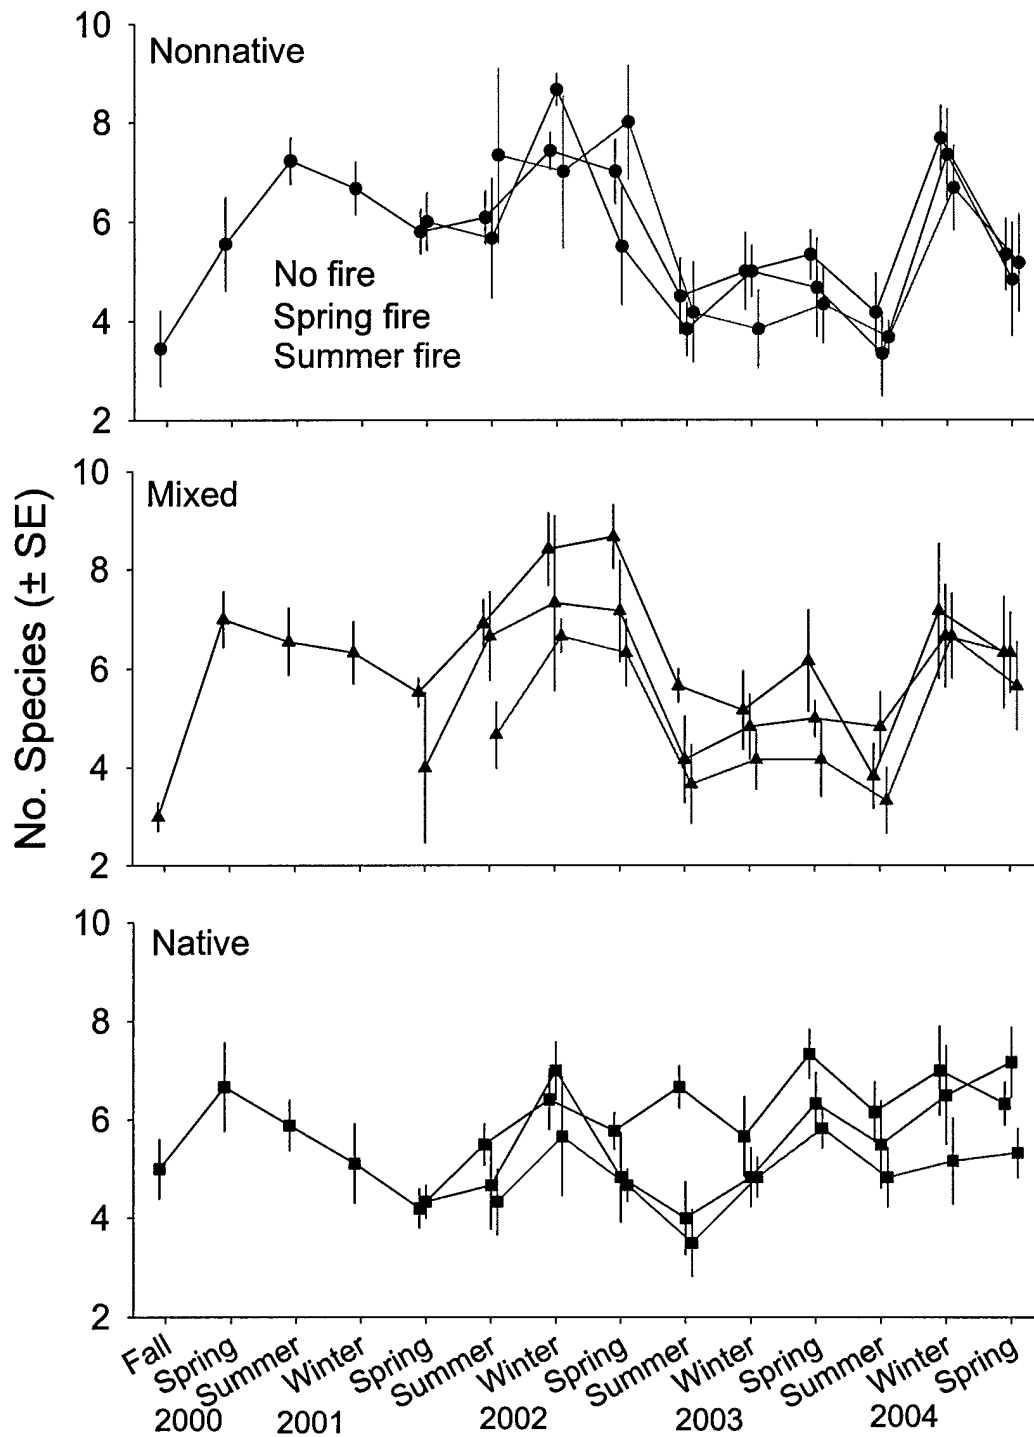 10
Nonnative
8
6
No fire
Spring fire
4
Summer fire
2
No. Species (± SE)
10
Mixed
8
6
4
2
10
Native
8
6
4
2
Fall
Spring
Summer
Winter
Spring
Summer
Winter
Spring
Summer
Winter
Spring
Summer
Winter
Spring
2000
2001
2002
2003
2004